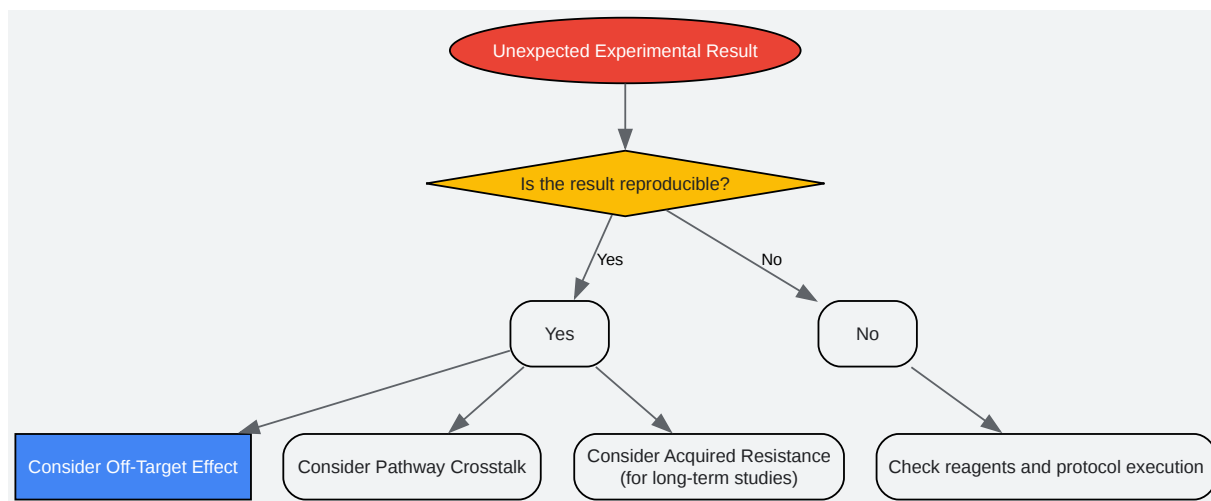 Unexpected Experimental Result
Is the result reproducible?
Yes
No
Yes
No
Consider Off-Target Effect
Consider Pathway Crosstalk
Consider Acquired Resistance
(for long-term studies)
Check reagents and protocol execution